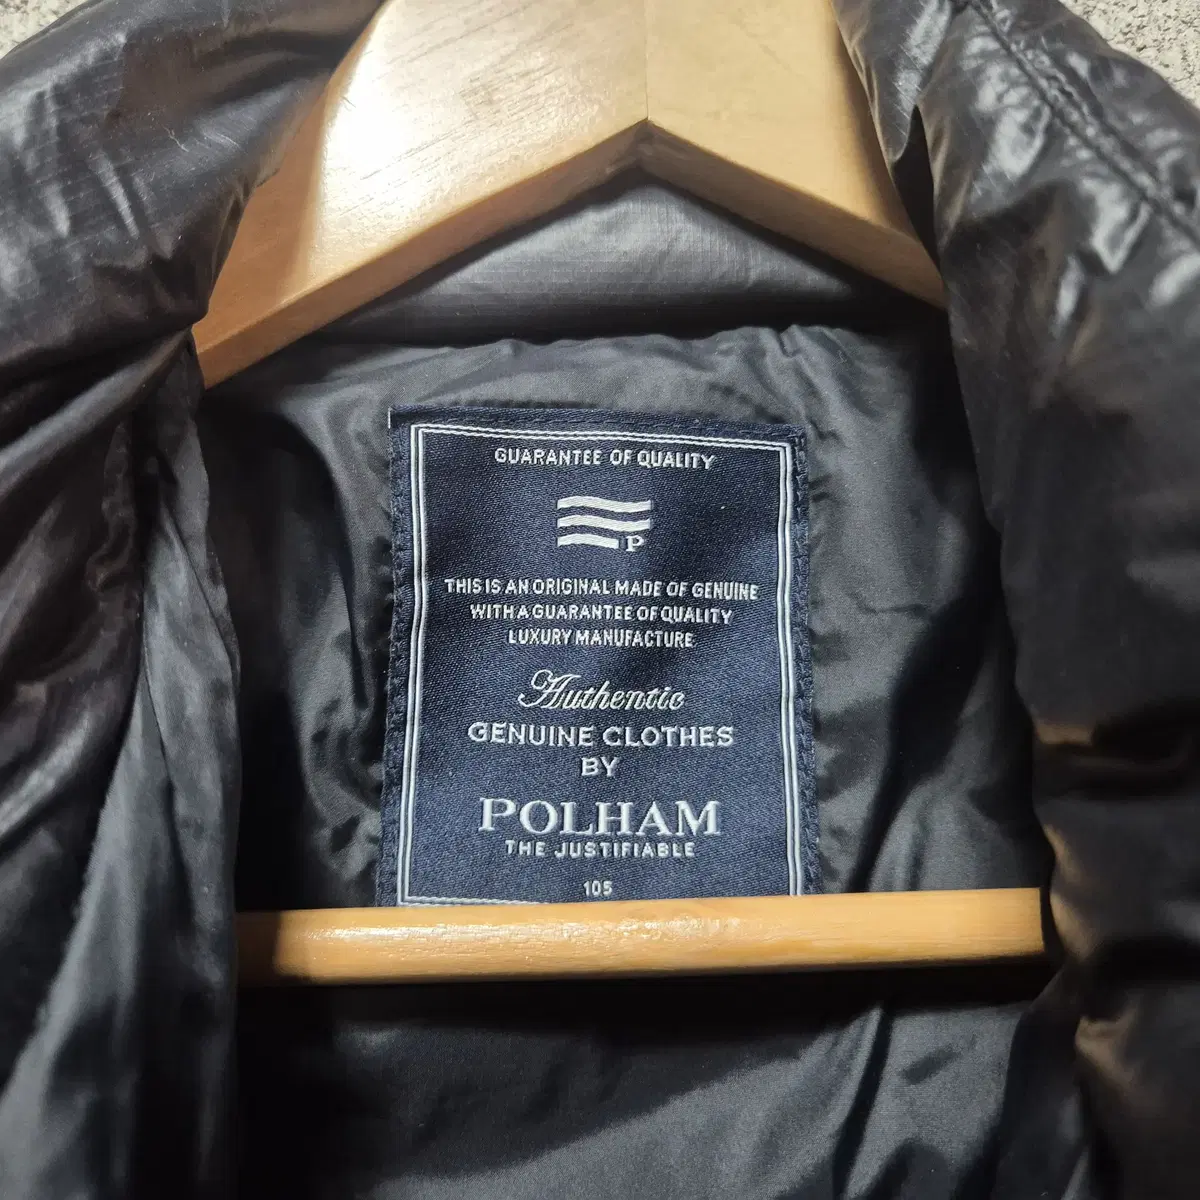 GUARANTEE OF QUALITY
P
THIS IS AN ORIGINAL MADE OF GENUINE
WITH A GUARANTEE OF QUALITY
LUXURY MANUFACTURE
Authentic
GENUINE CLOTHES
BY
POLHAM
THE JUSTIFIABLE
105